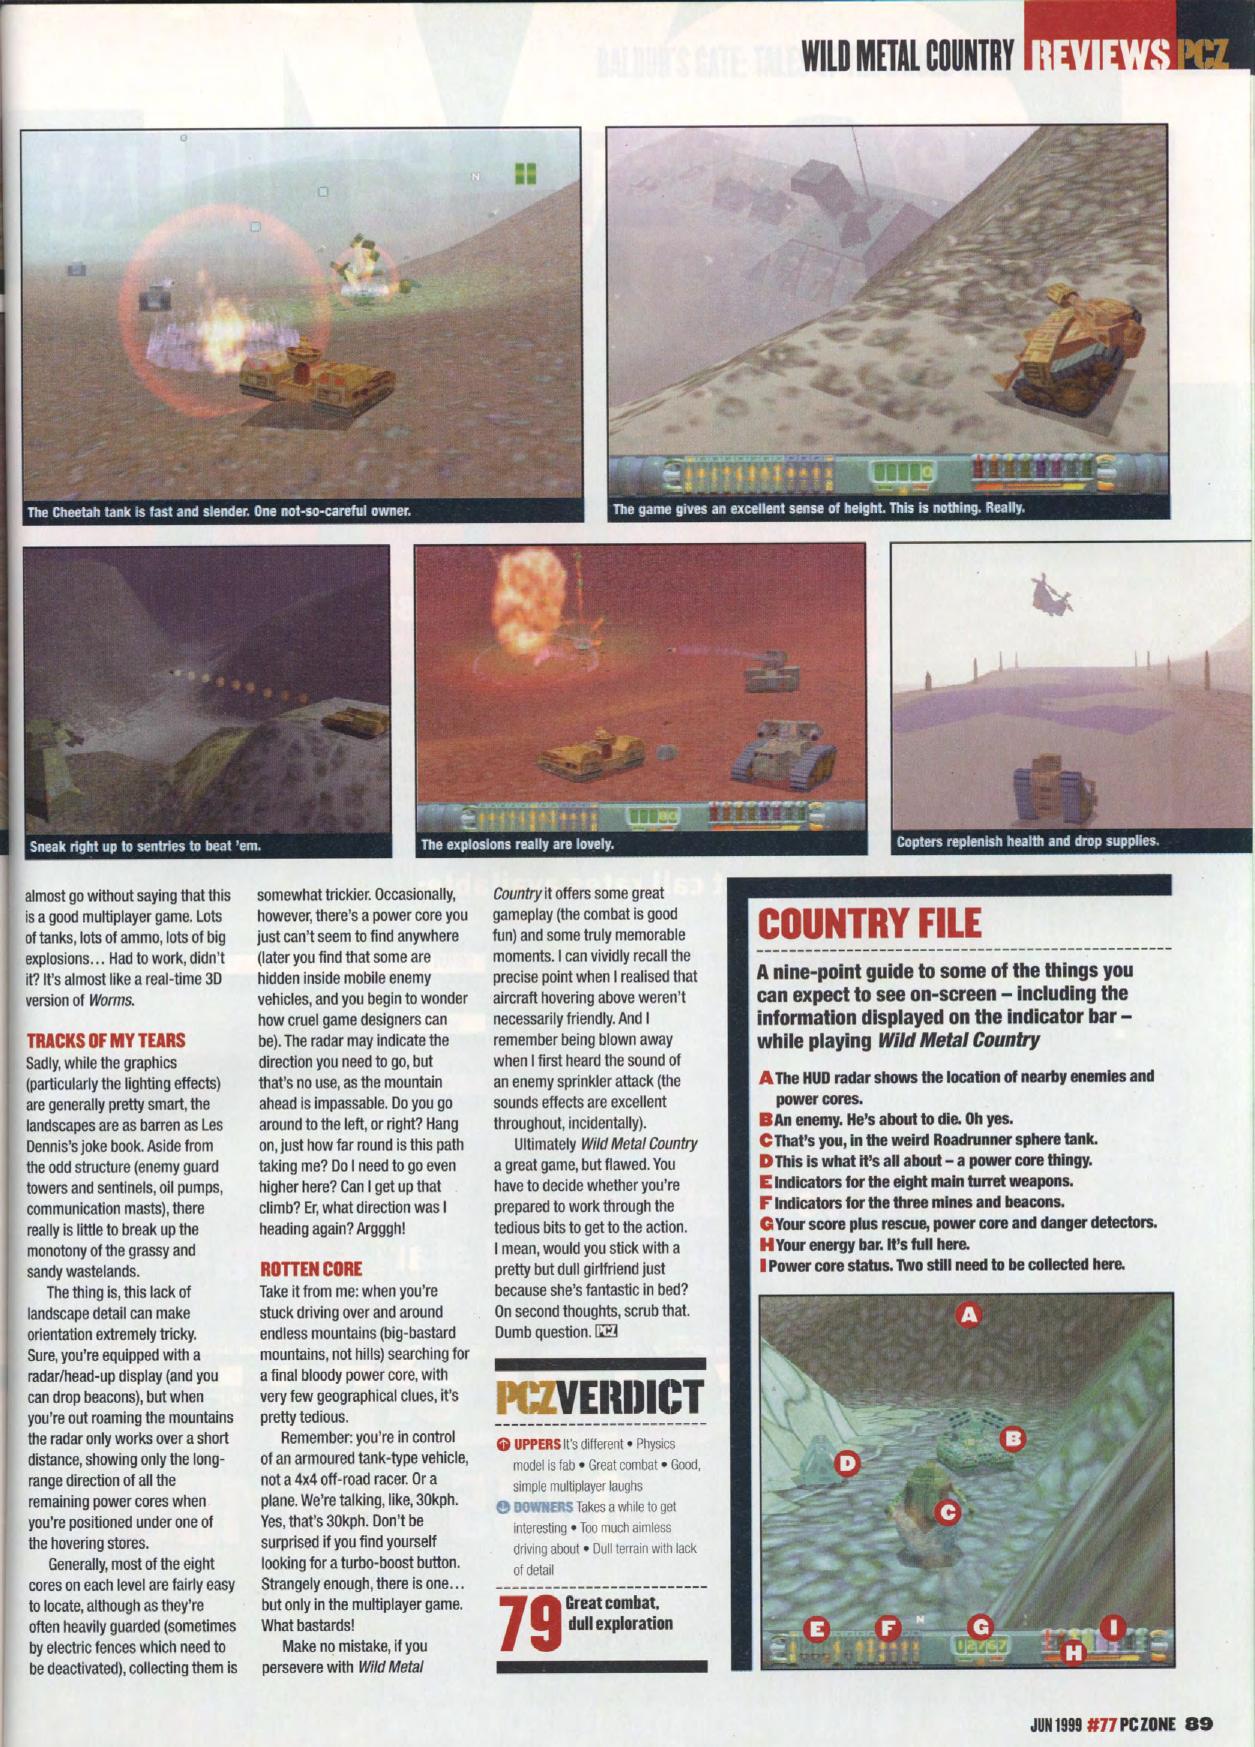 WILD METAL COUNTRY REVIEWS PCZ
N
The Cheetah tank is fast and slender. One not-so-careful owner.
The game gives an excellent sense of height. This is nothing. Really.
Sneak right up to sentries to beat 'em.
The explosions really are lovely.
Copters replenish health and drop supplies.
almost go without saying that this
is a good multiplayer game. Lots
of tanks, lots of ammo, lots of big
explosions... Had to work, didn't
it? It's almost like a real-time 3D
version of Worms.
TRACKS OF MY TEARS
Sadly, while the graphics
(particularly the lighting effects)
are generally pretty smart, the
landscapes are as barren as Les
Dennis's joke book. Aside from
the odd structure (enemy guard
towers and sentinels, oil pumps,
communication masts), there
really is little to break up the
monotony of the grassy and
sandy wastelands.
The thing is, this lack of
landscape detail can make
orientation extremely tricky.
Sure, you're equipped with a
radar/head-up display (and you
can drop beacons), but when
you're out roaming the mountains
the radar only works over a short
distance, showing only the long-
range direction of all the
remaining power cores when
you're positioned under one of
the hovering stores.
Generally, most of the eight
cores on each level are fairly easy
to locate, although as they're
often heavily guarded (sometimes
by electric fences which need to
be deactivated), collecting them is
somewhat trickier. Occasionally,
however, there's a power core you
just can't seem to find anywhere
(later you find that some are
hidden inside mobile enemy
vehicles, and you begin to wonder
how cruel game designers can
be). The radar may indicate the
direction you need to go, but
that's no use, as the mountain
ahead is impassable. Do you go
around to the left, or right? Hang
on, just how far round is this path
taking me? Do I need to go even
higher here? Can I get up that
climb? Er, what direction was I
heading again? Argggh!
ROTTEN CORE
Take it from me: when you're
stuck driving over and around
endless mountains (big-bastard
mountains, not hills) searching for
a final bloody power core, with
very few geographical clues, it's
pretty tedious.
Remember: you're in control
of an armoured tank-type vehicle,
not a 4x4 off-road racer. Or a
plane. We're talking, like, 30kph.
Yes, that's 30kph. Don't be
surprised if you find yourself
looking for a turbo-boost button.
Strangely enough, there is one...
but only in the multiplayer game.
What bastards!
Make no mistake, if you
persevere with Wild Metal
Country it offers some great
gameplay (the combat is good
fun) and some truly memorable
moments. I can vividly recall the
precise point when I realised that
aircraft hovering above weren't
necessarily friendly. And I
remember being blown away
when I first heard the sound of
an enemy sprinkler attack (the
sounds effects are excellent
throughout, incidentally).
Ultimately Wild Metal Country
a great game, but flawed. You
have to decide whether you're
prepared to work through the
tedious bits to get to the action.
I mean, would you stick with a
pretty but dull girlfriend just
because she's fantastic in bed?
On second thoughts, scrub that.
Dumb question. PCZ
PCZVERDICT
UPPERS It's different • Physics
model is fab • Great combat • Good,
simple multiplayer laughs
DOWNERS Takes a while to get
interesting • Too much aimless
driving about • Dull terrain with lack
of detail
79 Great combat,
dull exploration
COUNTRY FILE
A nine-point guide to some of the things you
can expect to see on-screen – including the
information displayed on the indicator bar –
while playing Wild Metal Country
A The HUD radar shows the location of nearby enemies and
power cores.
B An enemy. He's about to die. Oh yes.
C That's you, in the weird Roadrunner sphere tank.
D This is what it's all about – a power core thingy.
E Indicators for the eight main turret weapons.
F Indicators for the three mines and beacons.
G Your score plus rescue, power core and danger detectors.
H Your energy bar. It's full here.
I Power core status. Two still need to be collected here.
A
B
D
C
E F N G H I
JUN 1999 #77 PC ZONE 89